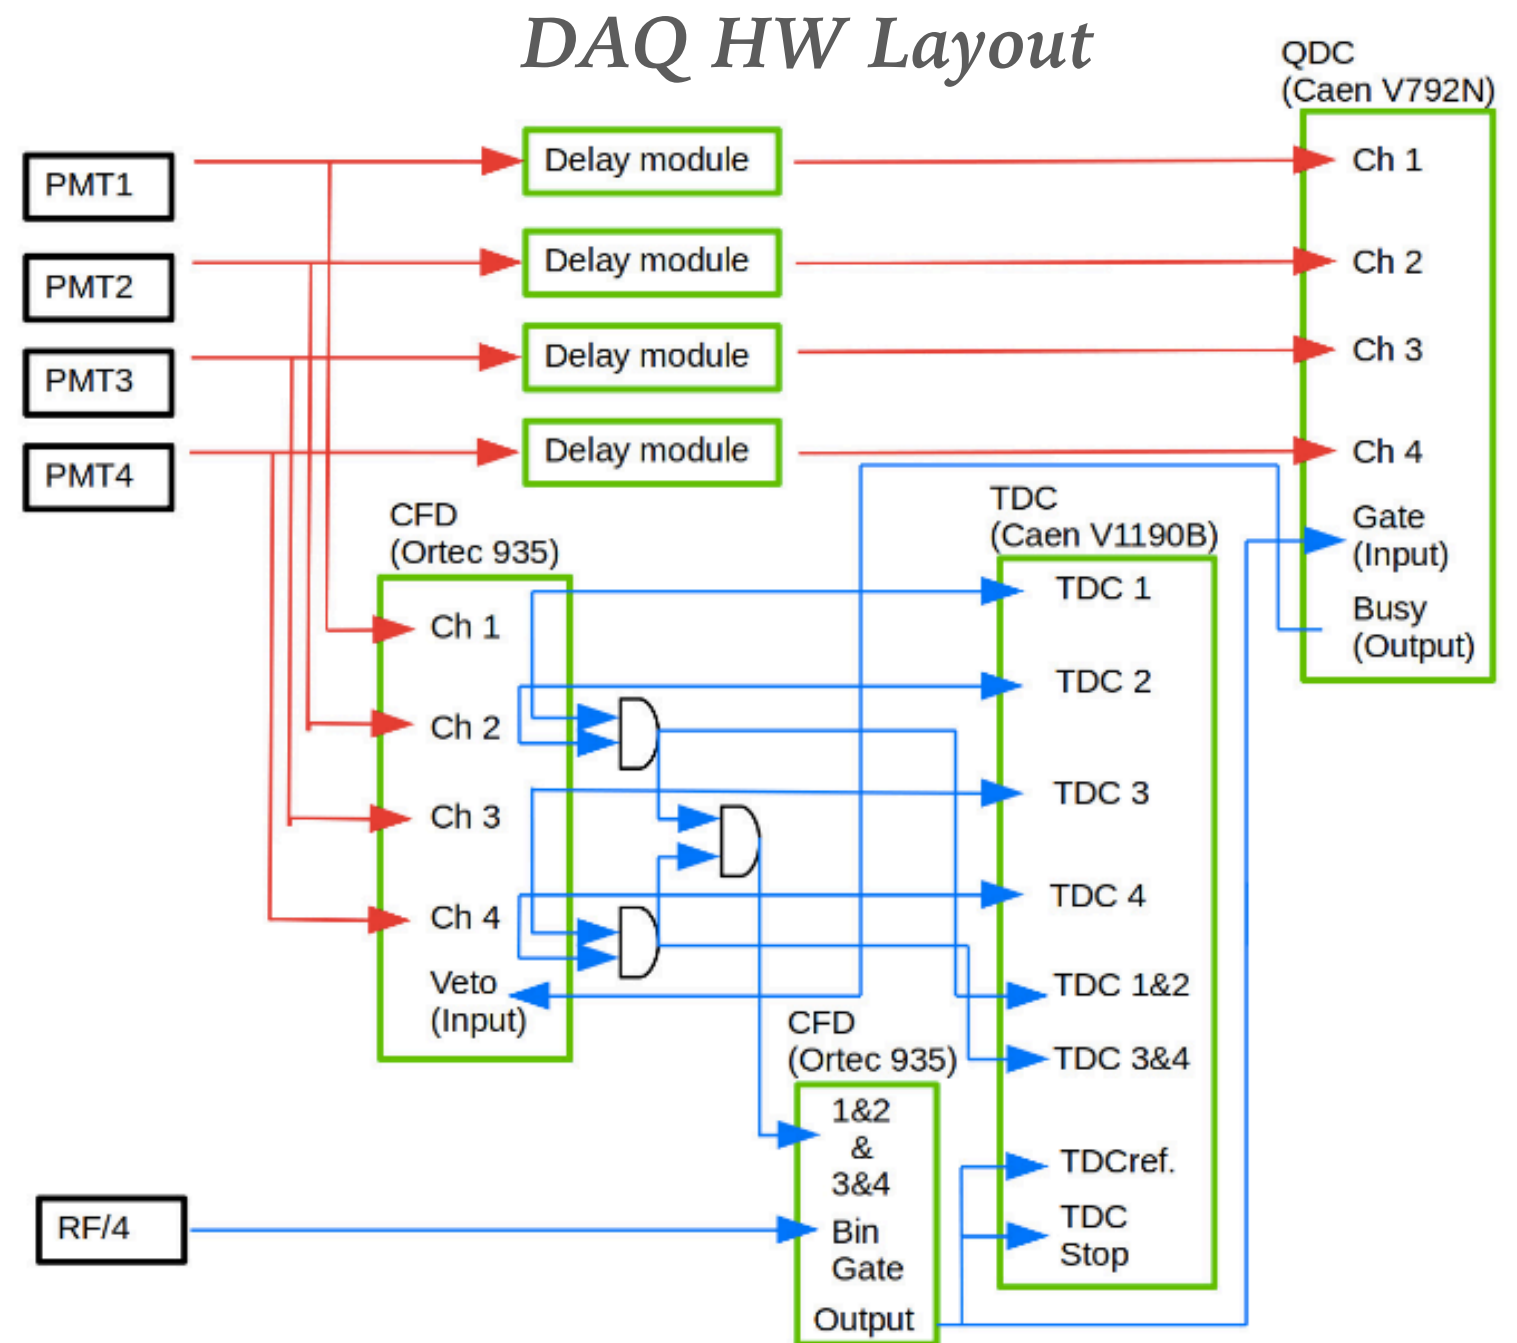 DAQ HW Layout
QDC
(Caen V792N)
PMT1
Delay module
Ch 1
PMT2
Delay module
Ch 2
PMT3
Delay module
Ch 3
PMT4
Delay module
Ch 4
Gate
(Input)
Busy
(Output)
CFD
(Ortec 935)
Ch 1
Ch 2
Ch 3
Ch 4
Veto
(Input)
TDC
(Caen V1190B)
TDC 1
TDC 2
TDC 3
TDC 4
TDC 1&2
TDC 3&4
TDCref.
TDC
Stop
CFD
(Ortec 935)
1&2
&
3&4
Bin
Gate
Output
RF/4